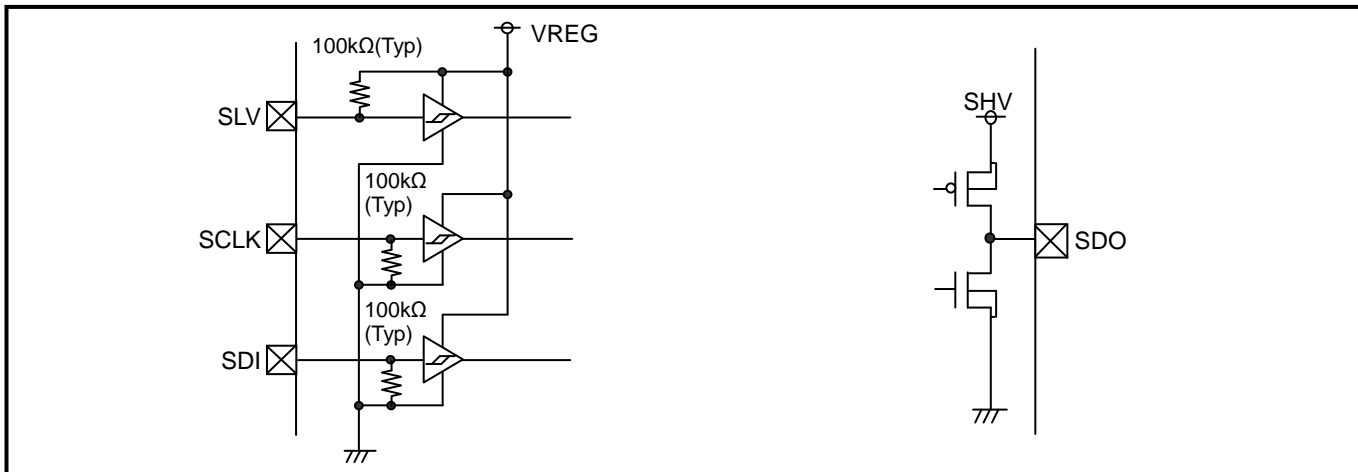 VREG
100kΩ(Typ)
SLV
100kΩ
(Typ)
SCLK
100kΩ
(Typ)
SDI
SHV
SDO